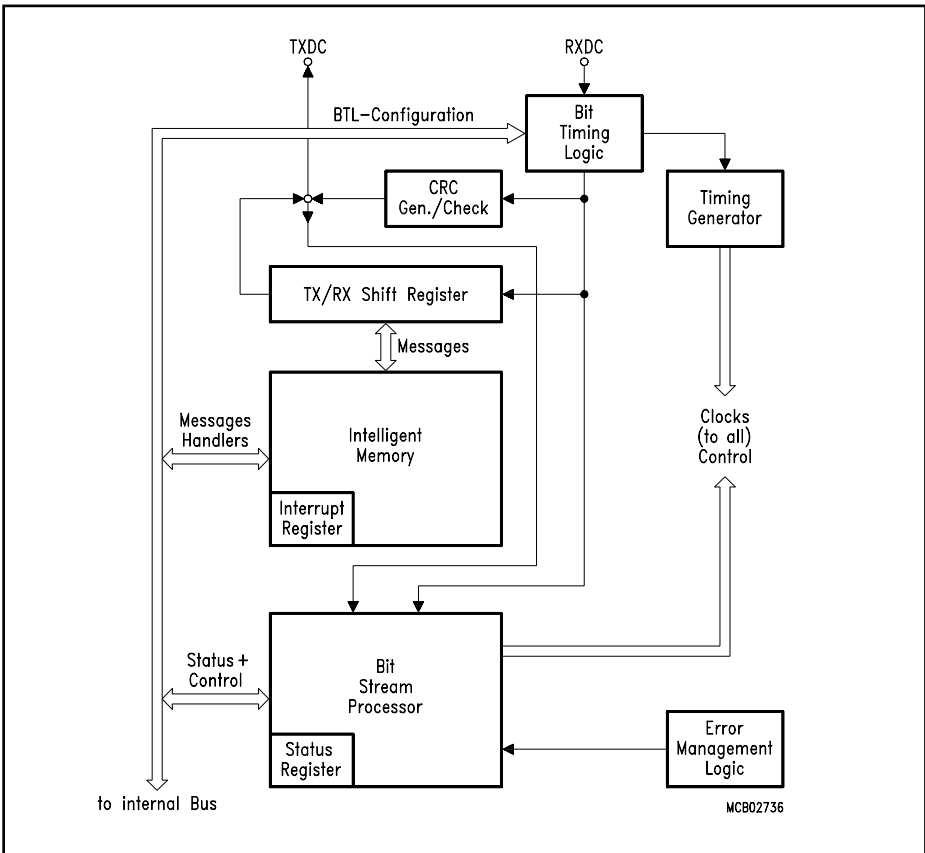 TXDC
RXDC
BTL-Configuration
Bit
Timing
Logic
CRC
Gen./Check
Timing
Generator
TX/RX Shift Register
Messages
Messages
Handlers
Intelligent
Memory
Clocks
(to all)
Control
Interrupt
Register
Status +
Control
Bit
Stream
Processor
Status
Register
Error
Management
Logic
to internal Bus
MCB02736